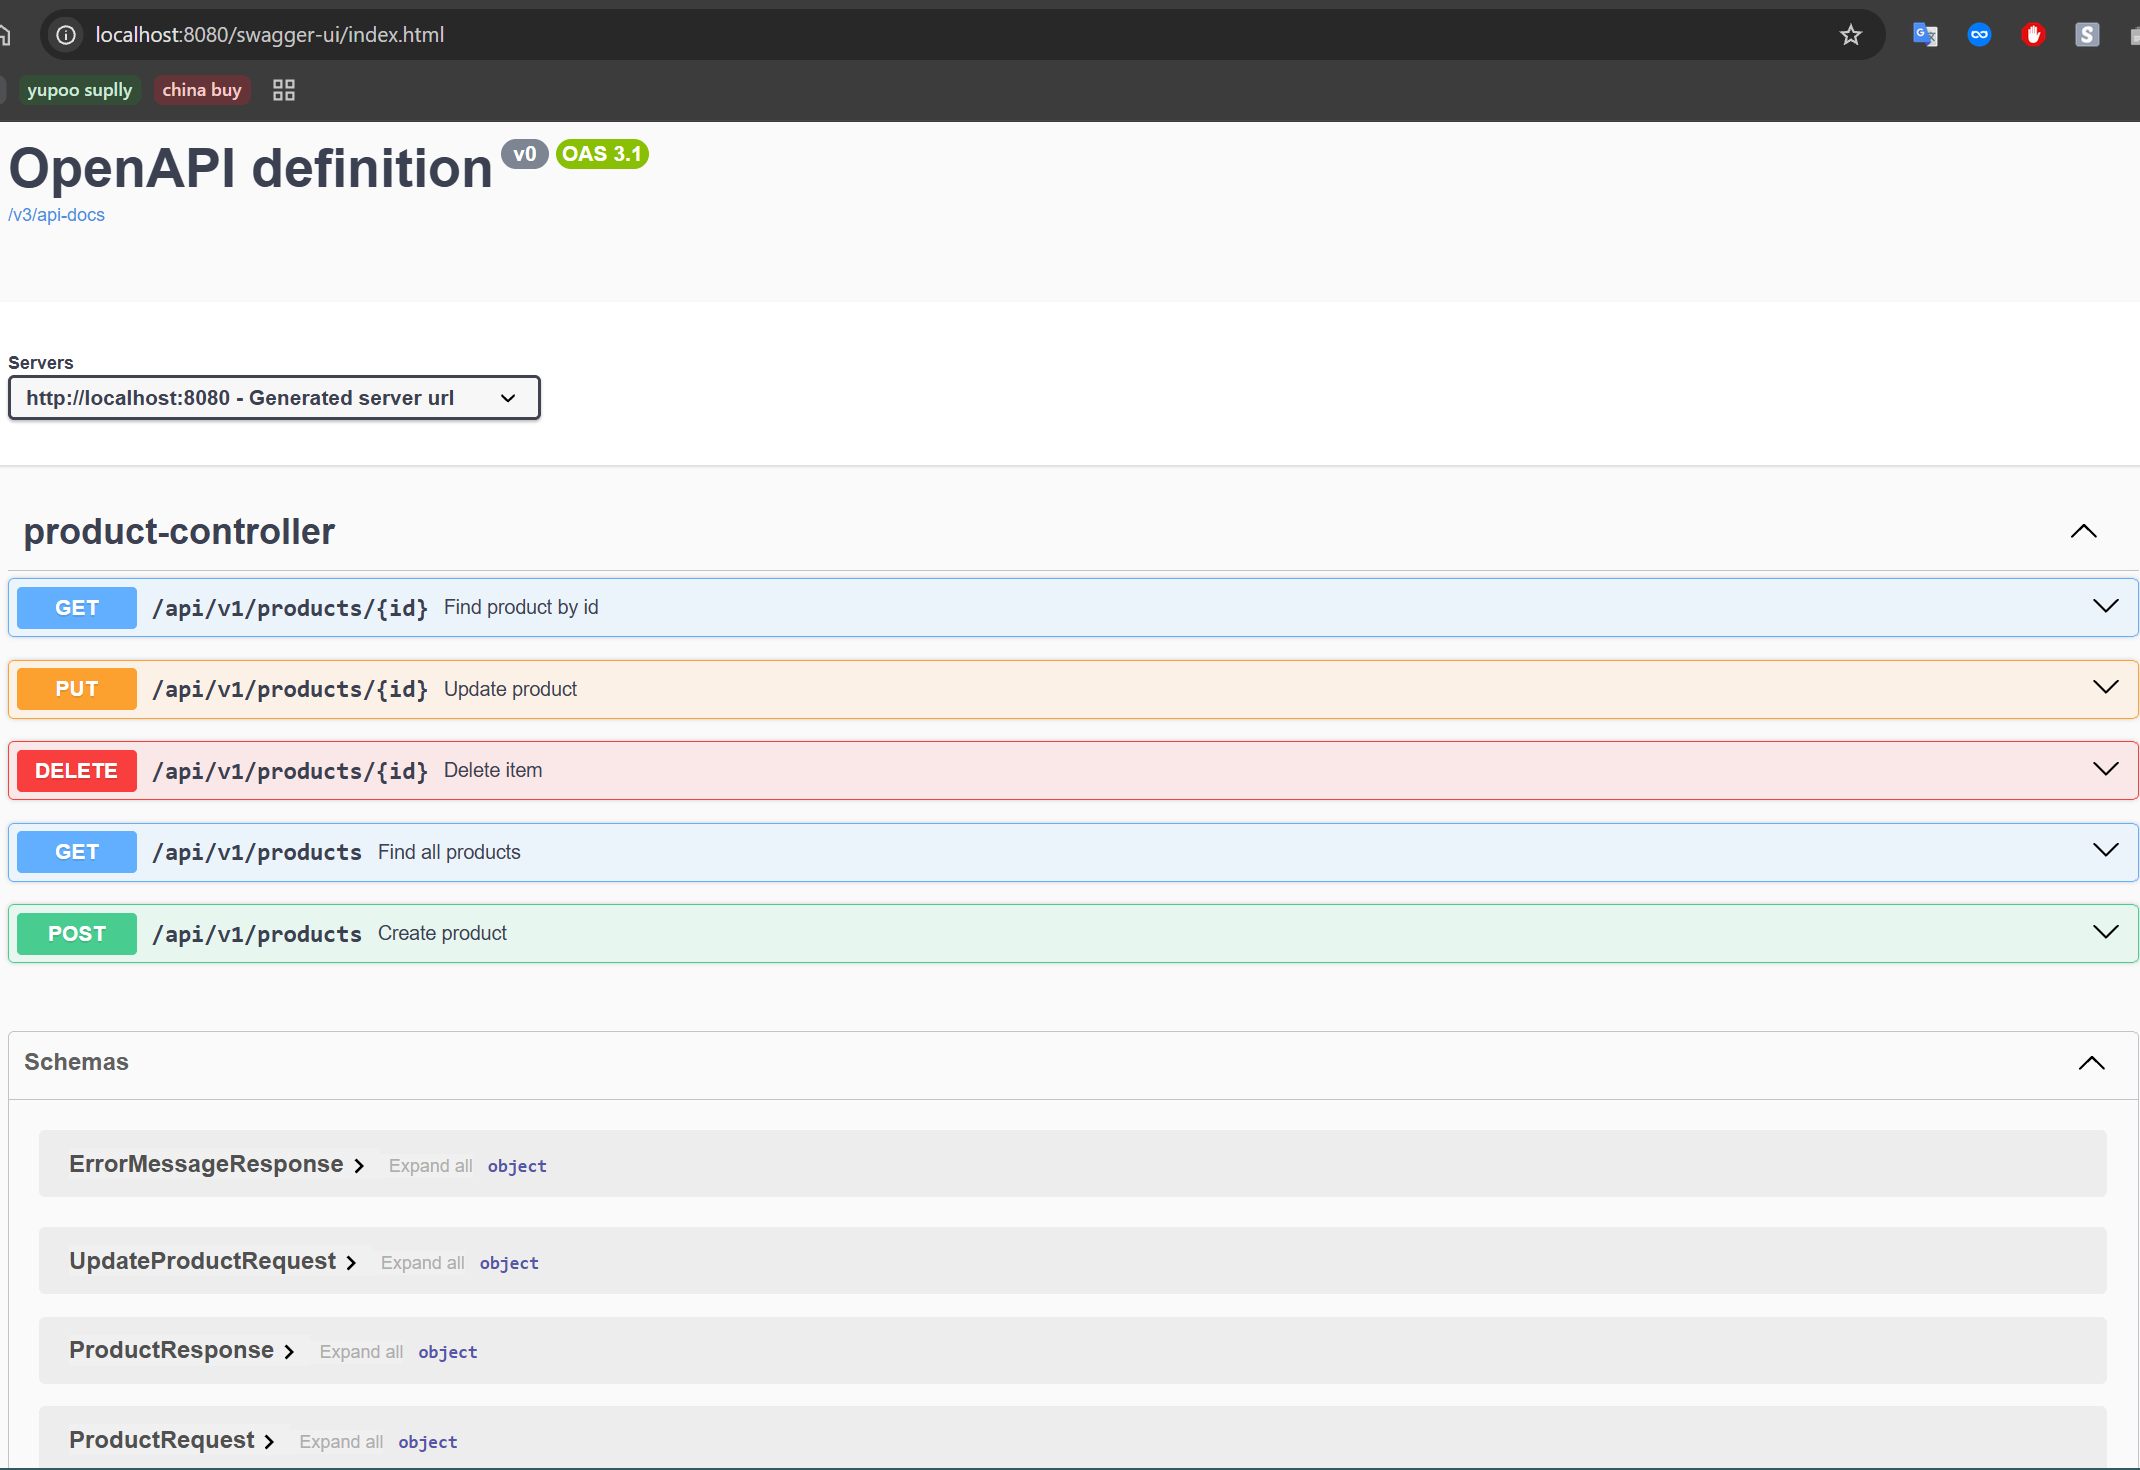 localhost:8080/swagger-ui/index.html
yupoo suplly china buy
OpenAPI definition v0 OAS 3.1
/v3/api-docs
Servers
http://localhost:8080 - Generated server url
product-controller
GET /api/v1/products/{id} Find product by id
PUT /api/v1/products/{id} Update product
DELETE /api/v1/products/{id} Delete item
GET /api/v1/products Find all products
POST /api/v1/products Create product
Schemas
ErrorMessageResponse Expand all object
UpdateProductRequest Expand all object
ProductResponse Expand all object
ProductRequest Expand all object